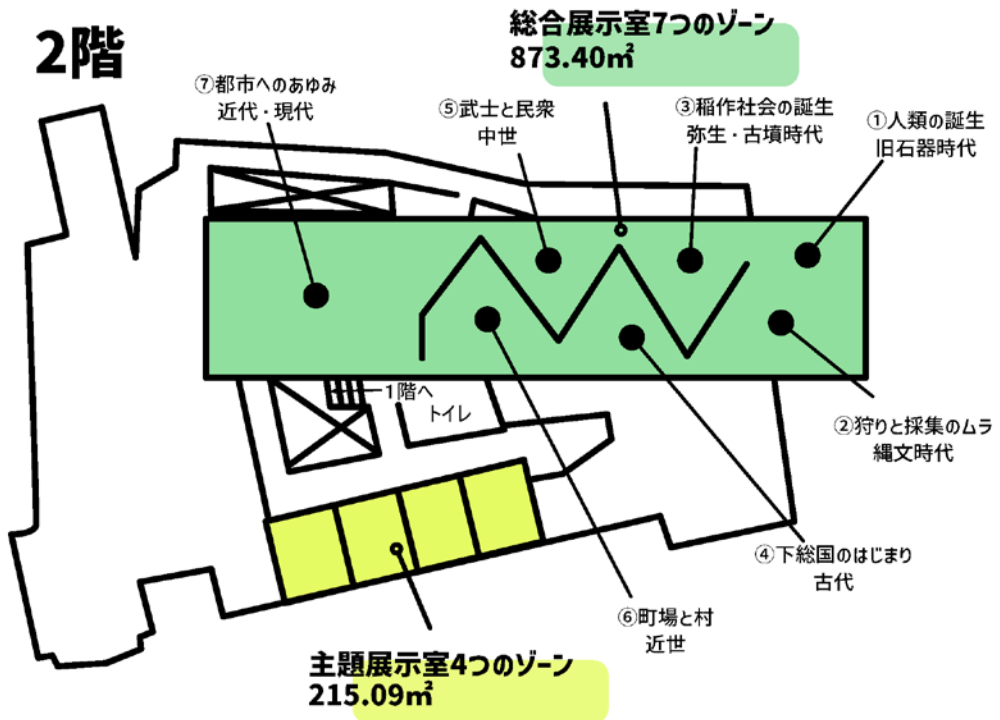 2階
総合展示室7つのゾーン
873.40㎡
⑦都市へのあゆみ
近代・現代
⑤武士と民衆
中世
③稲作社会の誕生
弥生・古墳時代
①人類の誕生
旧石器時代
1階へ
トイレ
②狩りと採集のムラ
縄文時代
④下総国のはじまり
古代
⑥町場と村
近世
主題展示室4つのゾーン
215.09㎡